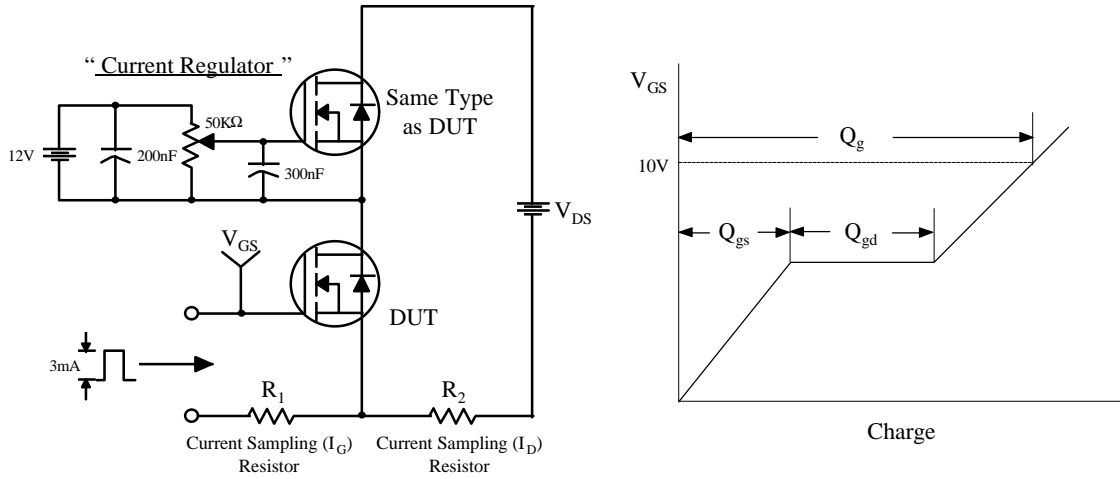 “ Current Regulator ”
12V
200nF
50KΩ
300nF
Same Type
as DUT
V_DS
V_GS
DUT
3mA
R_1
R_2
Current Sampling (I_G)
Resistor
Current Sampling (I_D)
Resistor
V_GS
Q_g
10V
Q_gs
Q_gd
Charge